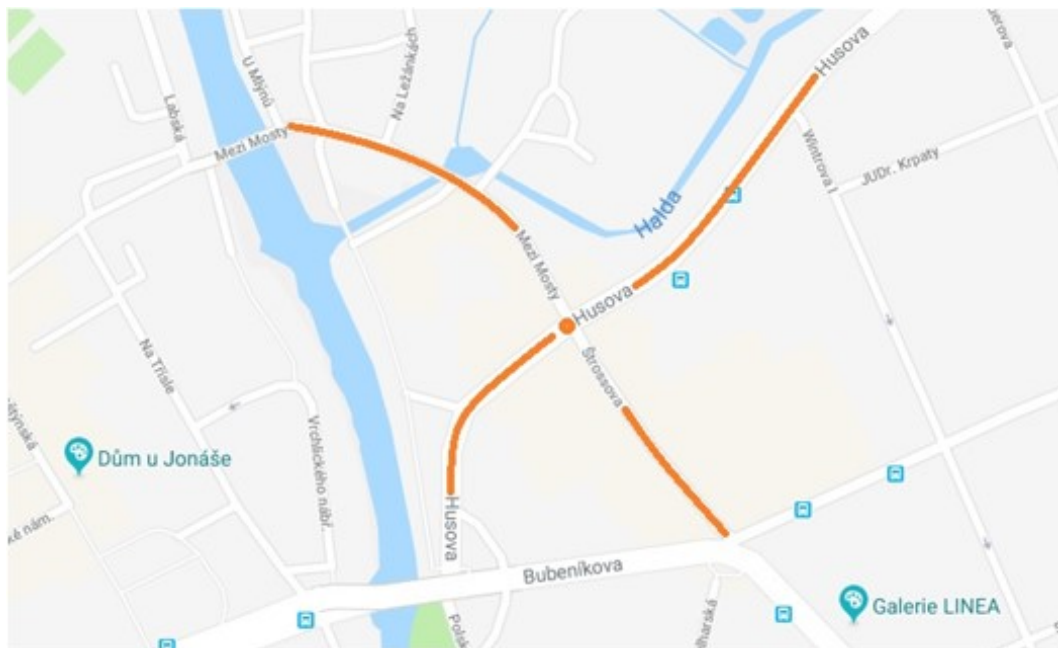 Husova
Na Ležánkách
U Mlýnů
Labská
Mezi Mosty
Wintrova I
JUDr. Krpaty
Halda
Mezi Mosty
Husova
Štrossova
Na Třísle
Vrchlického nábř.
Dům u Jonáše
Husova
Bubeníkova
Galerie LINEA